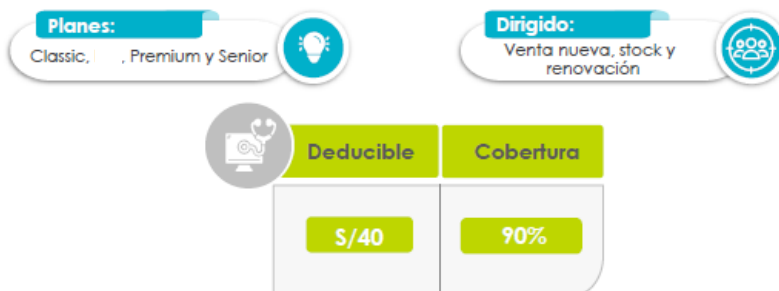 Planes:
Classic, , Premium y Senior
Dirigido:
Venta nueva, stock y
renovación
Deducible Cobertura
S/40 90%